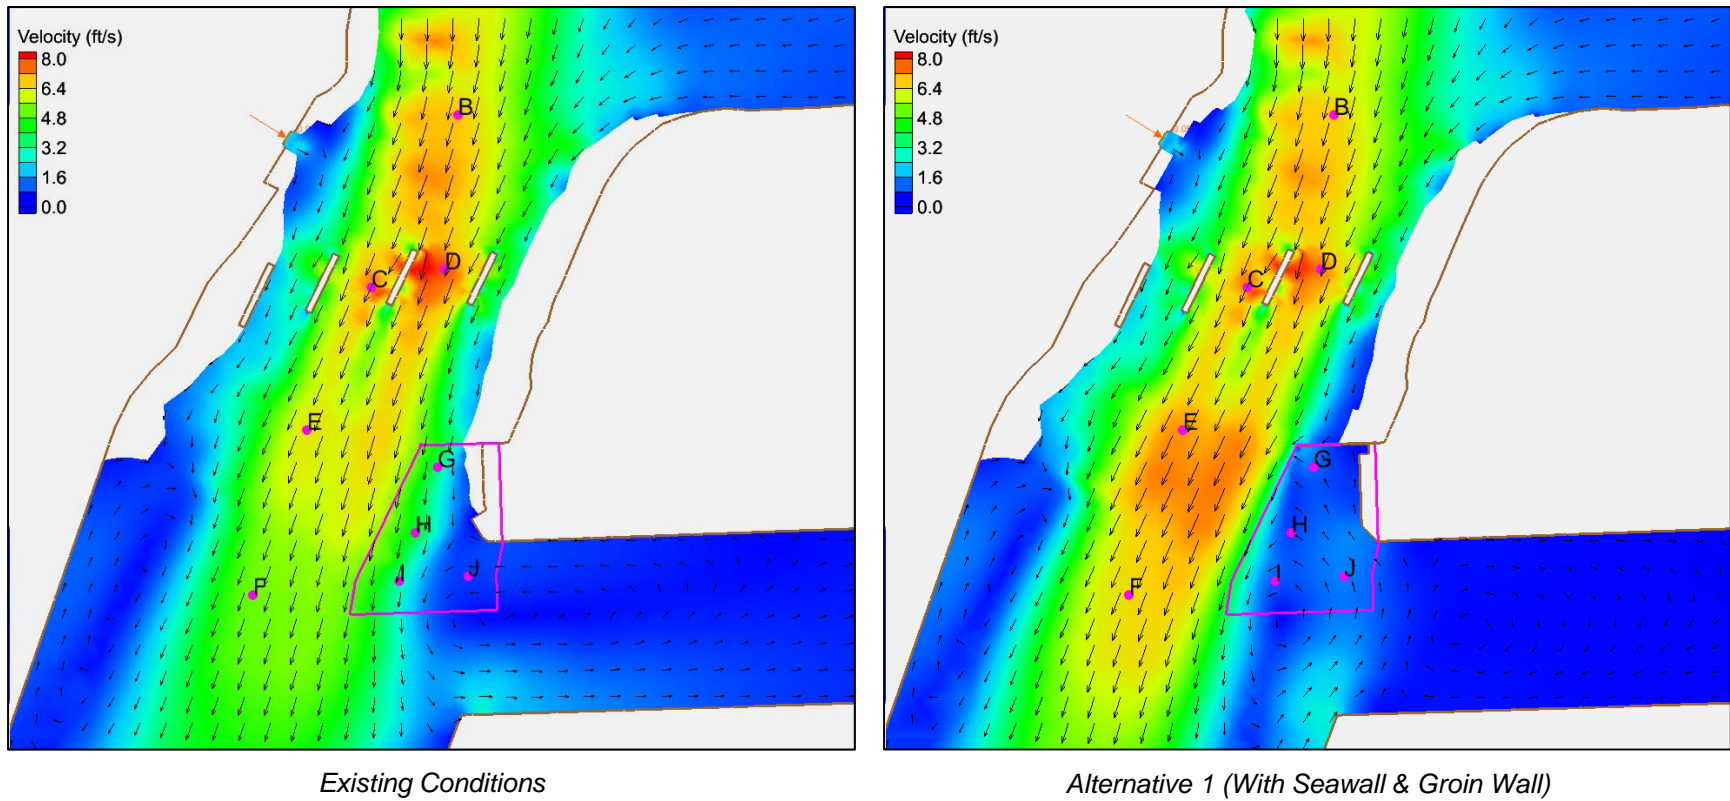 Velocity (ft/s)
8.0
6.4
4.8
3.2
1.6
0.0
B
C
D
E
F
G
H
I
J
Existing Conditions
Velocity (ft/s)
8.0
6.4
4.8
3.2
1.6
0.0
B
C
D
E
F
G
H
I
J
Alternative 1 (With Seawall & Groin Wall)